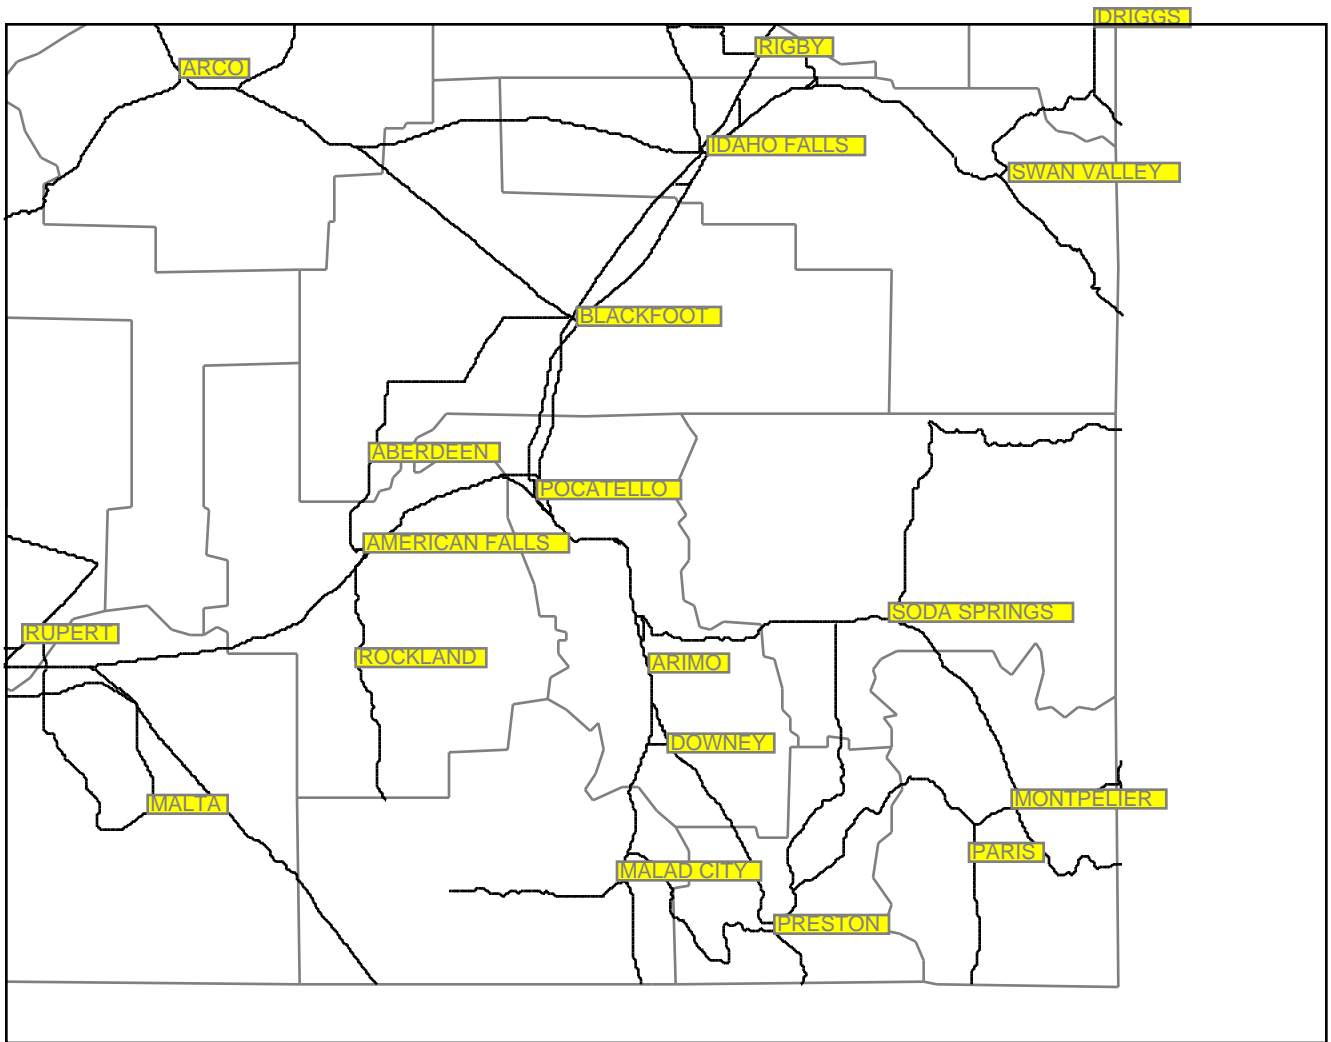 DRIGGS
RIGBY
ARCO
IDAHO FALLS
SWAN VALLEY
BLACKFOOT
ABERDEEN
POCATELLO
AMERICAN FALLS
SODA SPRINGS
RUPERT
ROCKLAND
ARIMO
DOWNEY
MALTA
MONTPELIER
PARIS
MALAD CITY
PRESTON